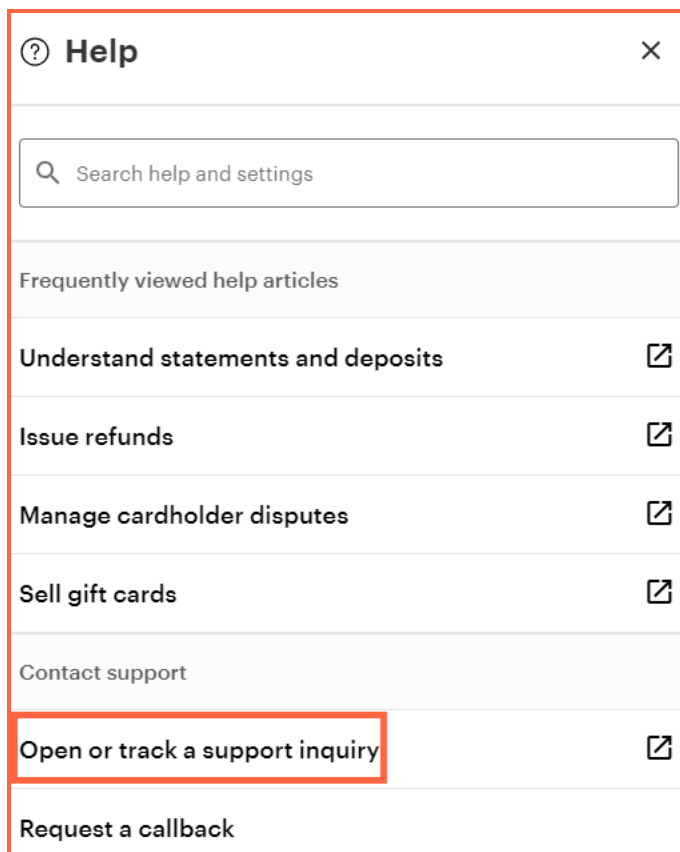 Help
Search help and settings
Frequently viewed help articles
Understand statements and deposits
Issue refunds
Manage cardholder disputes
Sell gift cards
Contact support
Open or track a support inquiry
Request a callback